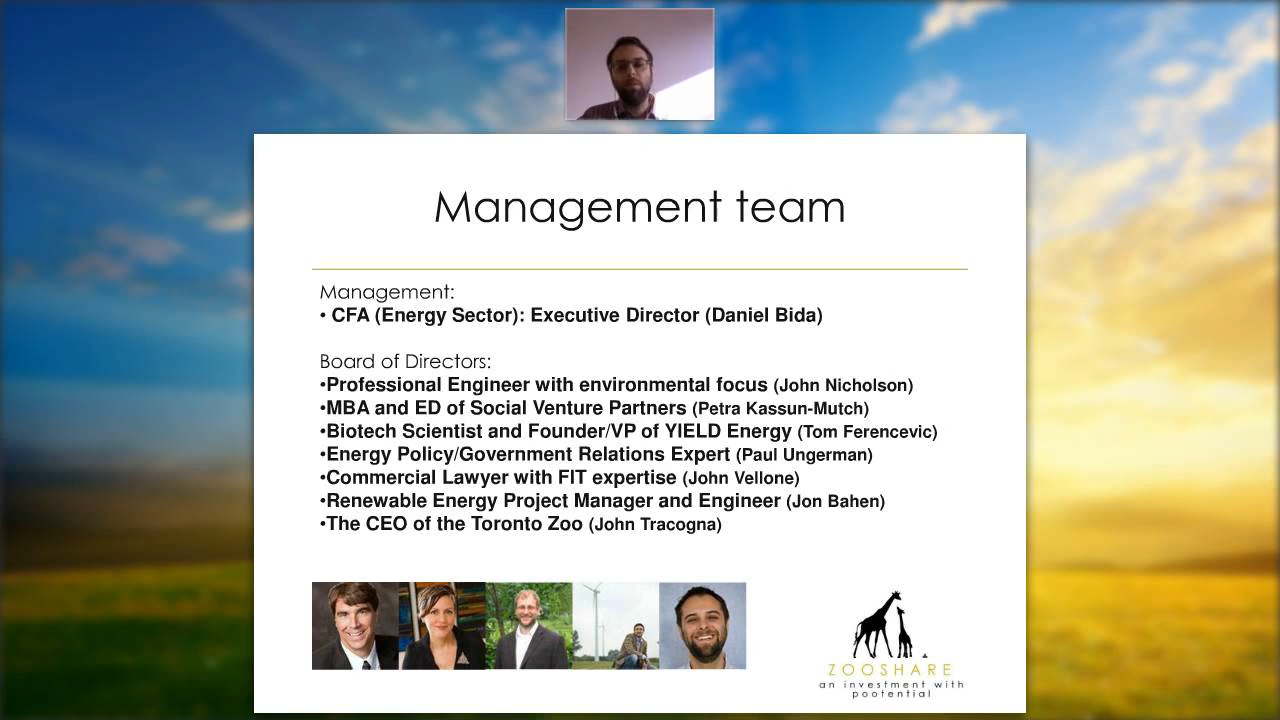 Management team
Management:
• CFA (Energy Sector): Executive Director (Daniel Bida)
Board of Directors:
•Professional Engineer with environmental focus (John Nicholson)
•MBA and ED of Social Venture Partners (Petra Kassun-Mutch)
•Biotech Scientist and Founder/VP of YIELD Energy (Tom Ferencevic)
•Energy Policy/Government Relations Expert (Paul Ungerman)
•Commercial Lawyer with FIT expertise (John Vellone)
•Renewable Energy Project Manager and Engineer (Jon Bahen)
•The CEO of the Toronto Zoo (John Tracogna)
ZOOSHARE
an investment with
pootential